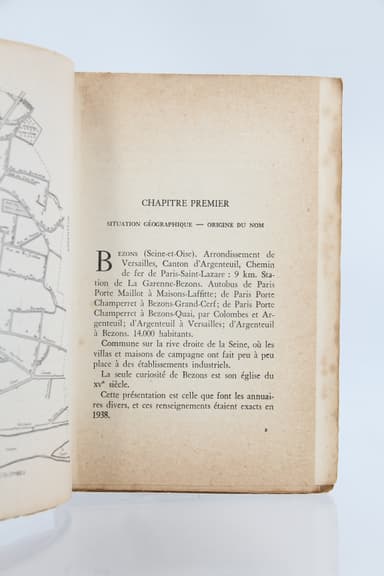 CHAPITRE PREMIER
SITUATION GÉOGRAPHIQUE — ORIGINE DU NOM
BEZONS (Seine-et-Oise). Arrondissement de
Versailles, Canton d'Argenteuil, Chemin
de fer de Paris-Saint-Lazare : 9 km. Sta-
tion de La Garenne-Bezons. Autobus de Paris
Porte Maillot à Maisons-Laffitte; de Paris Porte
Champerret à Bezons-Grand-Cerf; de Paris Porte
Champerret à Bezons-Quai, par Colombes et Ar-
genteuil; d'Argenteuil à Versailles; d'Argenteuil
à Bezons. 14.000 habitants.
Commune sur la rive droite de la Seine, où les
villas et maisons de campagne ont fait peu à peu
place à des établissements industriels.
La seule curiosité de Bezons est son église du
XVe siècle.
Cette présentation est celle que font les annuai-
res divers, et ces renseignements étaient exacts en
1938.